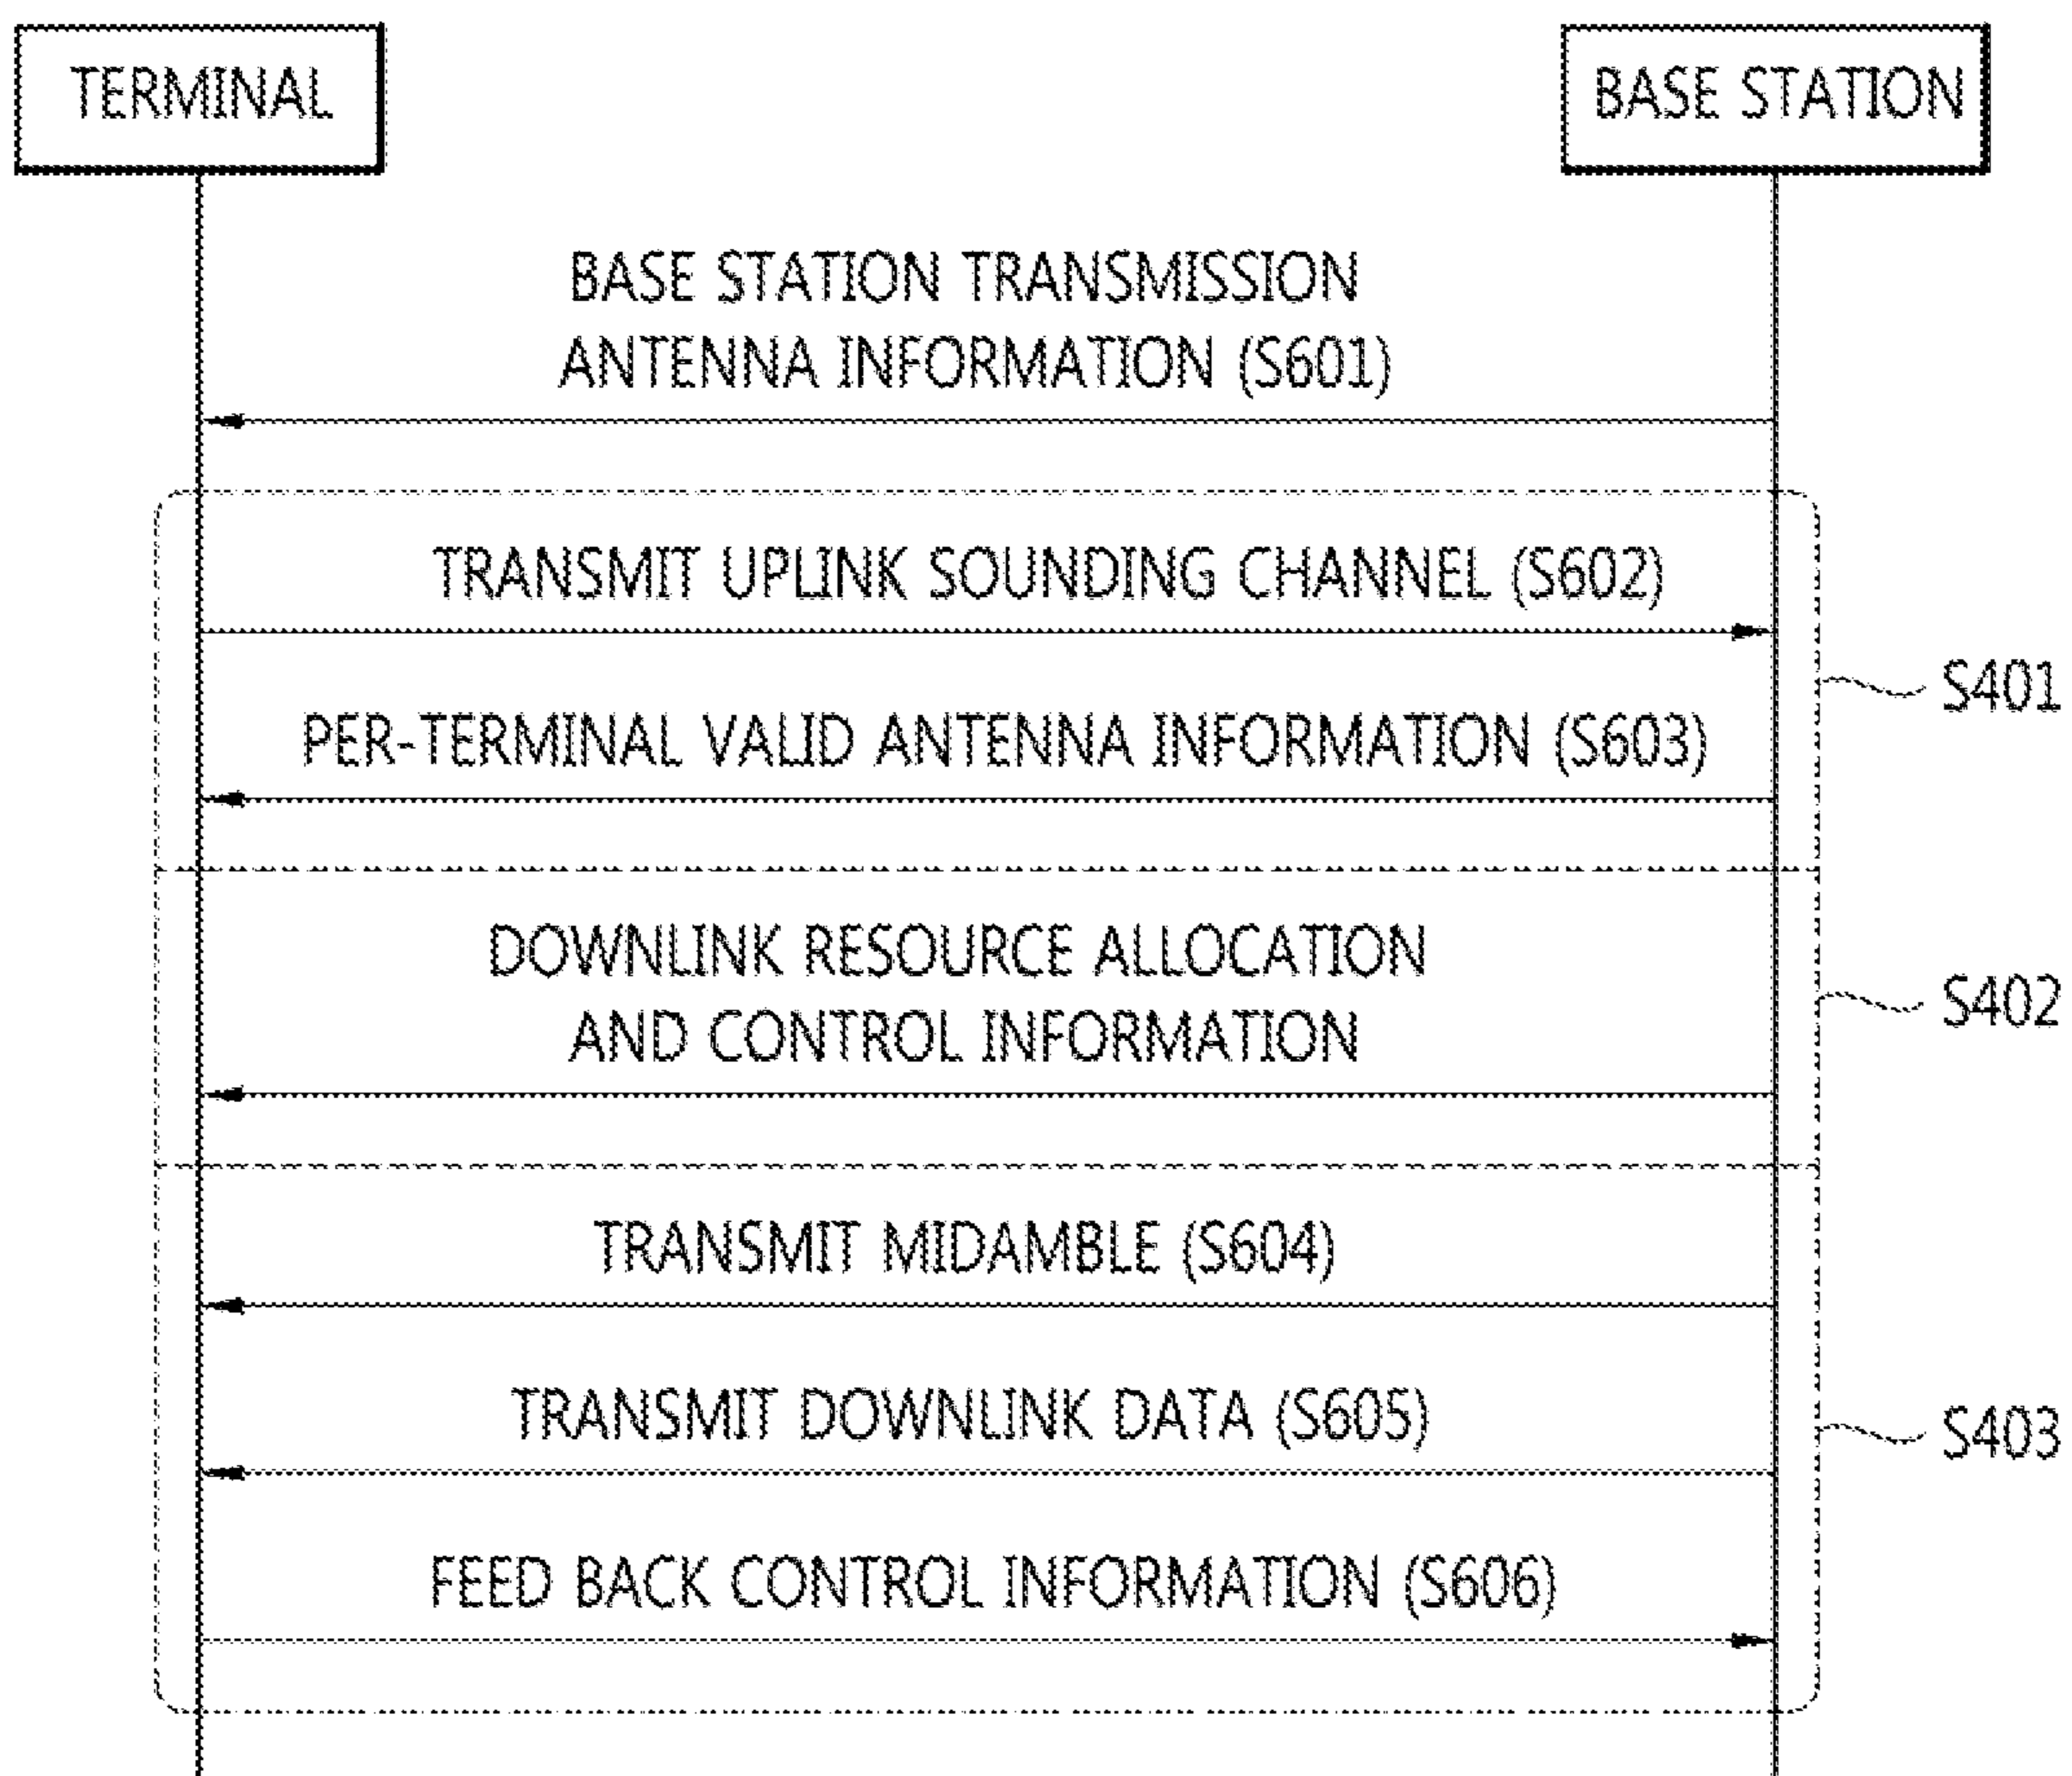 TERMINAL
BASE STATION
BASE STATION TRANSMISSION
ANTENNA INFORMATION (S601)
TRANSMIT UPLINK SOUNDING CHANNEL (S602)
S401
PER-TERMINAL VALID ANTENNA INFORMATION (S603)
DOWNLINK RESOURCE ALLOCATION
S402
AND CONTROL INFORMATION
TRANSMIT MIDAMBLE (S604)
TRANSMIT DOWNLINK DATA (S605)
S403
FEED BACK CONTROL INFORMATION (S606)